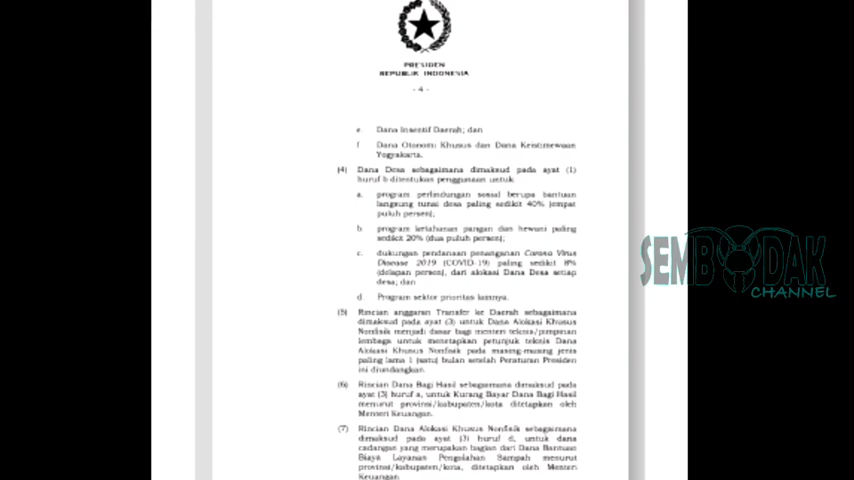 PRESIDEN
REPUBLIK INDONESIA
- 4 -
e. Dana Insentif Daerah; dan
f. Dana Otonomi Khusus dan Dana Keistimewaan
Yogyakarta.
(4) Dana Desa sebagaimana dimaksud pada ayat (1)
huruf b ditentukan penggunaan untuk
a. program perlindungan sosial berupa bantuan
langsung tunai desa paling sedikit 40% (empat
puluh persen);
b. program ketahanan pangan dan hewani paling
sedikit 20% (dua puluh persen);
c. dukungan pendanaan penanganan Corona Virus
Disease 2019 (COVID-19) paling sedikit 8%
(delapan persen), dari alokasi Dana Desa setiap
desa; dan
d. Program sektor prioritas lainnya.
(5) Rincian anggaran Transfer ke Daerah sebagaimana
dimaksud pada ayat (3) untuk Dana Alokasi Khusus
Nonfisik menjadi dasar bagi menteri teknis/pimpinan
lembaga untuk menetapkan petunjuk teknis Dana
Alokasi Khusus Nonfisik pada masing-masing jenis
paling lama 1 (satu) bulan setelah Peraturan Presiden
ini diundangkan.
(6) Rincian Dana Bagi Hasil sebagaimana dimaksud pada
ayat (3) huruf a, untuk Kurang Bayar Dana Bagi Hasil
menurut provinsi/kabupaten/kota ditetapkan oleh
Menteri Keuangan.
(7) Rincian Dana Alokasi Khusus Nonfisik sebagaimana
dimaksud pada ayat (3) huruf d, untuk dana
cadangan yang merupakan bagian dari Dana Bantuan
Biaya Layanan Pengolahan Sampah menurut
provinsi/kabupaten/kota, ditetapkan oleh Menteri
Keuangan
SEMBODAK
CHANNEL